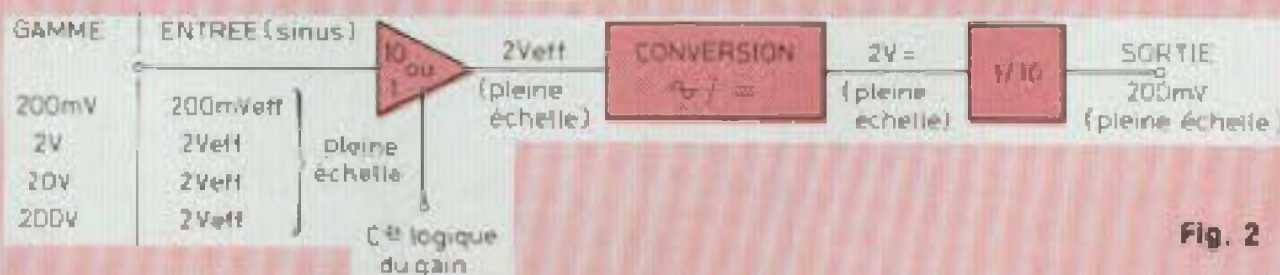 GAMME
ENTREE (sinus)
200mV 200mVeff
2V 2Veff
20V 2Veff
200V 2Veff
pleine
échelle
10 ou 1
Cde logique
du gain
2Veff
(pleine
échelle)
CONVERSION
∿ / =
2V =
(pleine
échelle)
1/10
SORTIE
200mV
(pleine échelle
Fig. 2